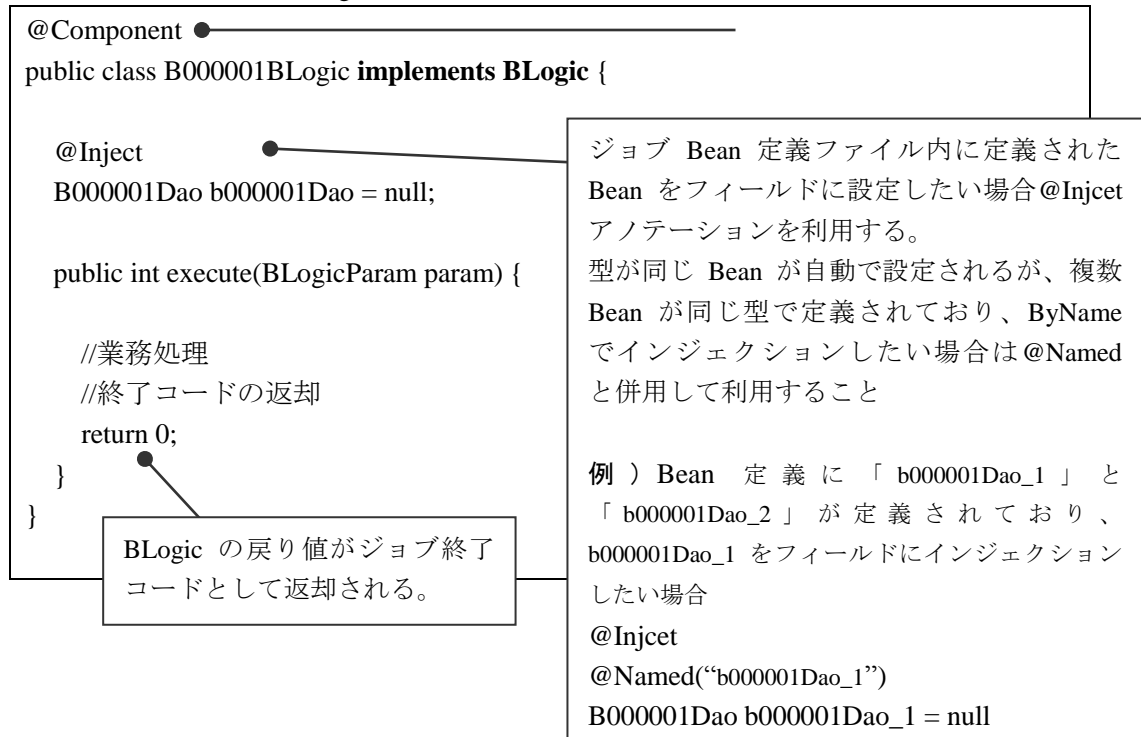 @Component
public class B000001BLogic implements BLogic {
@Inject
B000001Dao b000001Dao = null;
public int execute(BLogicParam param) {
//業務処理
//終了コードの返却
return 0;
}
}
BLogic の戻り値がジョブ終了
コードとして返却される。
ジョブ Bean 定義ファイル内に定義された
Bean をフィールドに設定したい場合@Injcet
アノテーションを利用する。
型が同じ Bean が自動で設定されるが、複数
Bean が同じ型で定義されており、ByName
でインジェクションしたい場合は@Named
と併用して利用すること
例）Bean 定義に「b000001Dao_1」と
「b000001Dao_2」が定義されており、
b000001Dao_1 をフィールドにインジェクション
したい場合
@Injcet
@Named(“b000001Dao_1”)
B000001Dao b000001Dao_1 = null